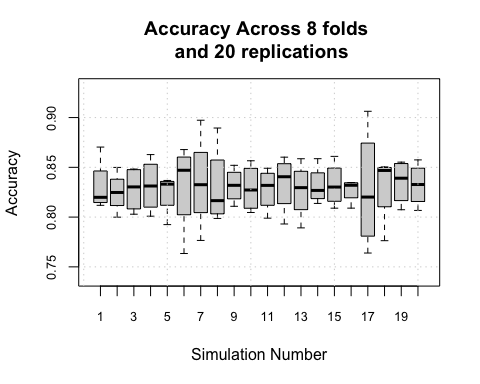 Accuracy Across 8 folds
and 20 replications
Accuracy
0.90
0.85
0.80
0.75
1 3 5 7 9 11 13 15 17 19
Simulation Number